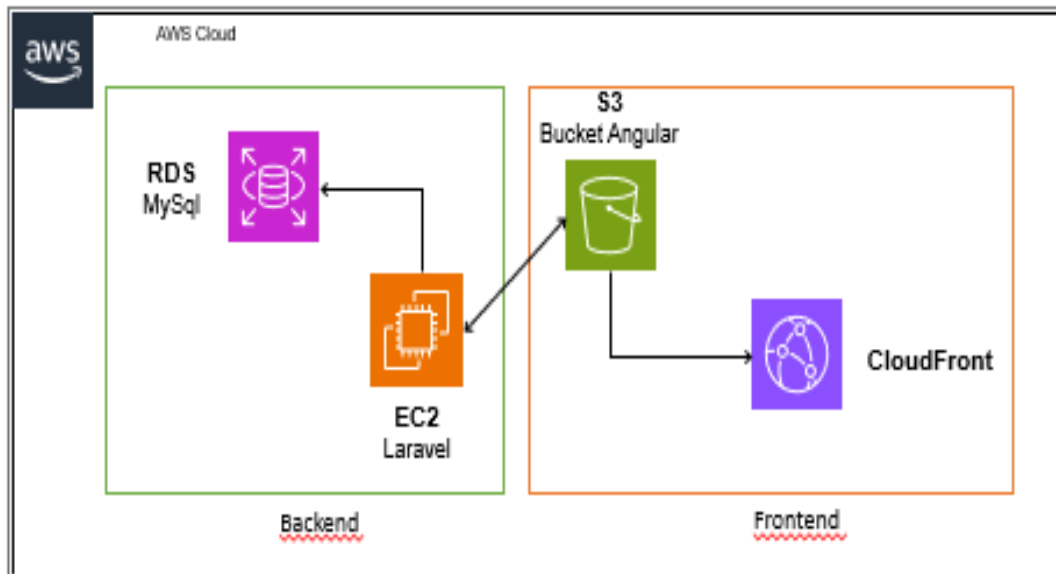 aws
AWS Cloud
S3
Bucket Angular
RDS
MySql
CloudFront
EC2
Laravel
Backend
Frontend